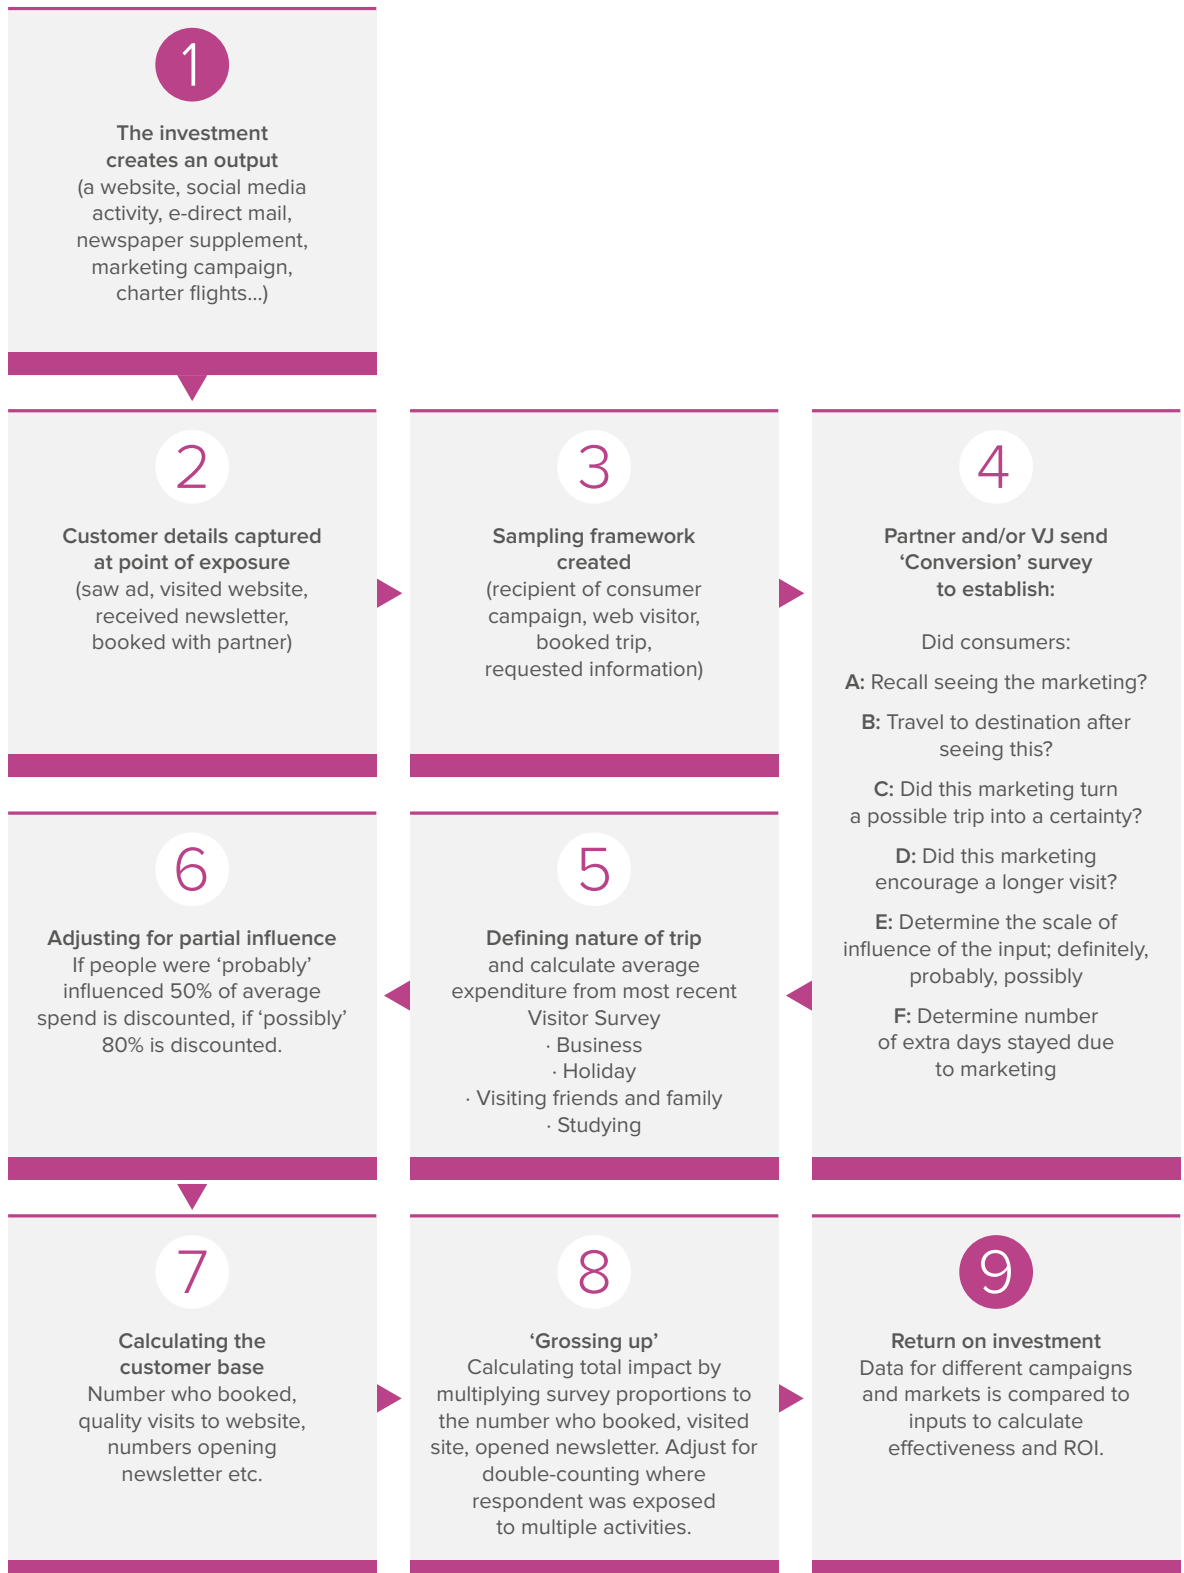 1
The investment
creates an output
(a website, social media
activity, e-direct mail,
newspaper supplement,
marketing campaign,
charter flights...)
2
Customer details captured
at point of exposure
(saw ad, visited website,
received newsletter,
booked with partner)
3
Sampling framework
created
(recipient of consumer
campaign, web visitor,
booked trip,
requested information)
4
Partner and/or VJ send
‘Conversion’ survey
to establish:
Did consumers:
A: Recall seeing the marketing?
B: Travel to destination after
seeing this?
C: Did this marketing turn
a possible trip into a certainty?
D: Did this marketing
encourage a longer visit?
E: Determine the scale of
influence of the input; definitely,
probably, possibly
F: Determine number
of extra days stayed due
to marketing
5
Defining nature of trip
and calculate average
expenditure from most recent
Visitor Survey
· Business
· Holiday
· Visiting friends and family
· Studying
6
Adjusting for partial influence
If people were ‘probably’
influenced 50% of average
spend is discounted, if ‘possibly’
80% is discounted.
7
Calculating the
customer base
Number who booked,
quality visits to website,
numbers opening
newsletter etc.
8
‘Grossing up’
Calculating total impact by
multiplying survey proportions to
the number who booked, visited
site, opened newsletter. Adjust for
double-counting where
respondent was exposed
to multiple activities.
9
Return on investment
Data for different campaigns
and markets is compared to
inputs to calculate
effectiveness and ROI.